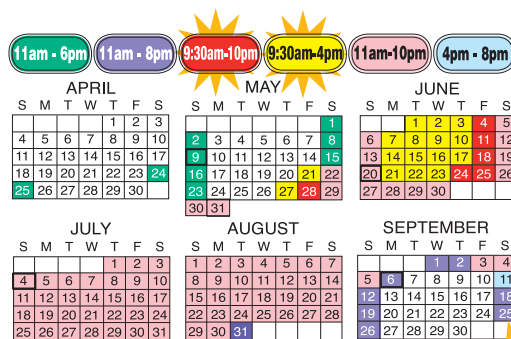 11am - 6pm 11am - 8pm 9:30am-10pm 9:30am-4pm 11am-10pm 4pm - 8pm
APRIL MAY JUNE
S M T W T F S S M T W T F S S M T W T F S
1 2 3 1 1 2 3 4 5
4 5 6 7 8 9 10 2 3 4 5 6 7 8 6 7 8 9 10 11 12
11 12 13 14 15 16 17 9 10 11 12 13 14 15 13 14 15 16 17 18 19
18 19 20 21 22 23 24 16 17 18 19 20 21 22 20 21 22 23 24 25 26
25 26 27 28 29 30 23 24 25 26 27 28 29 27 28 29 30
30 31
JULY AUGUST SEPTEMBER
S M T W T F S S M T W T F S S M T W T F S
1 2 3 1 2 3 4 5 6 7 1 2 3 4
4 5 6 7 8 9 10 8 9 10 11 12 13 14 5 6 7 8 9 10 11
11 12 13 14 15 16 17 15 16 17 18 19 20 21 12 13 14 15 16 17 18
18 19 20 21 22 23 24 22 23 24 25 26 27 28 19 20 21 22 23 24 25
25 26 27 28 29 30 31 29 30 31 26 27 28 29 30